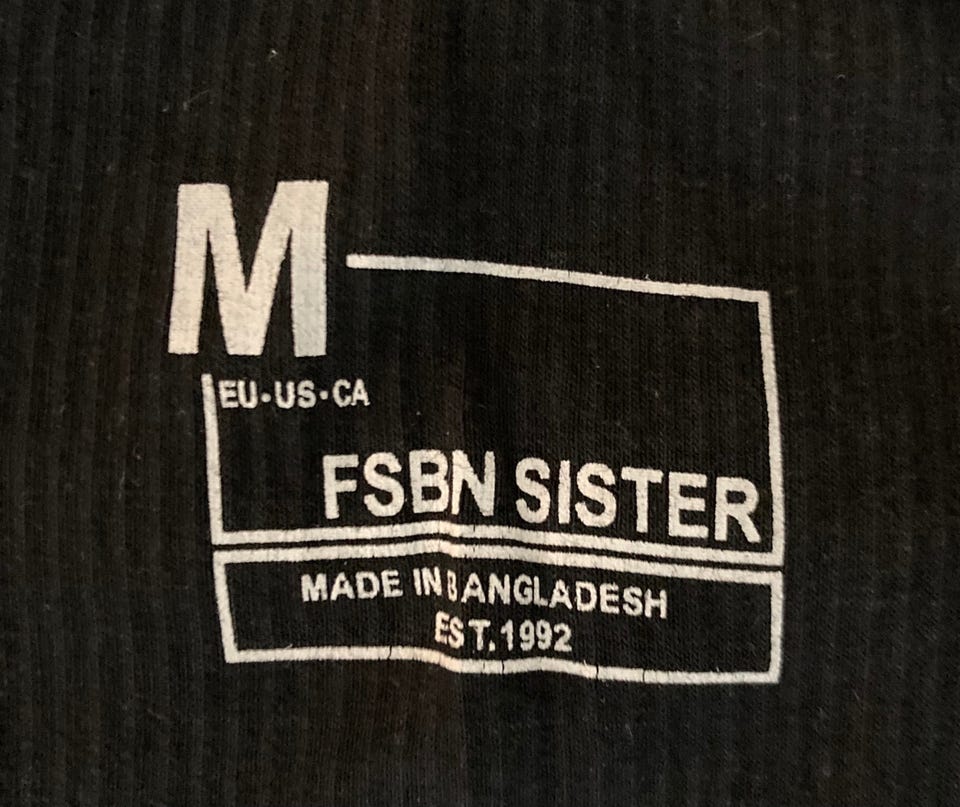 M
EU·US·CA
FSBN SISTER
MADE IN BANGLADESH
EST.1992